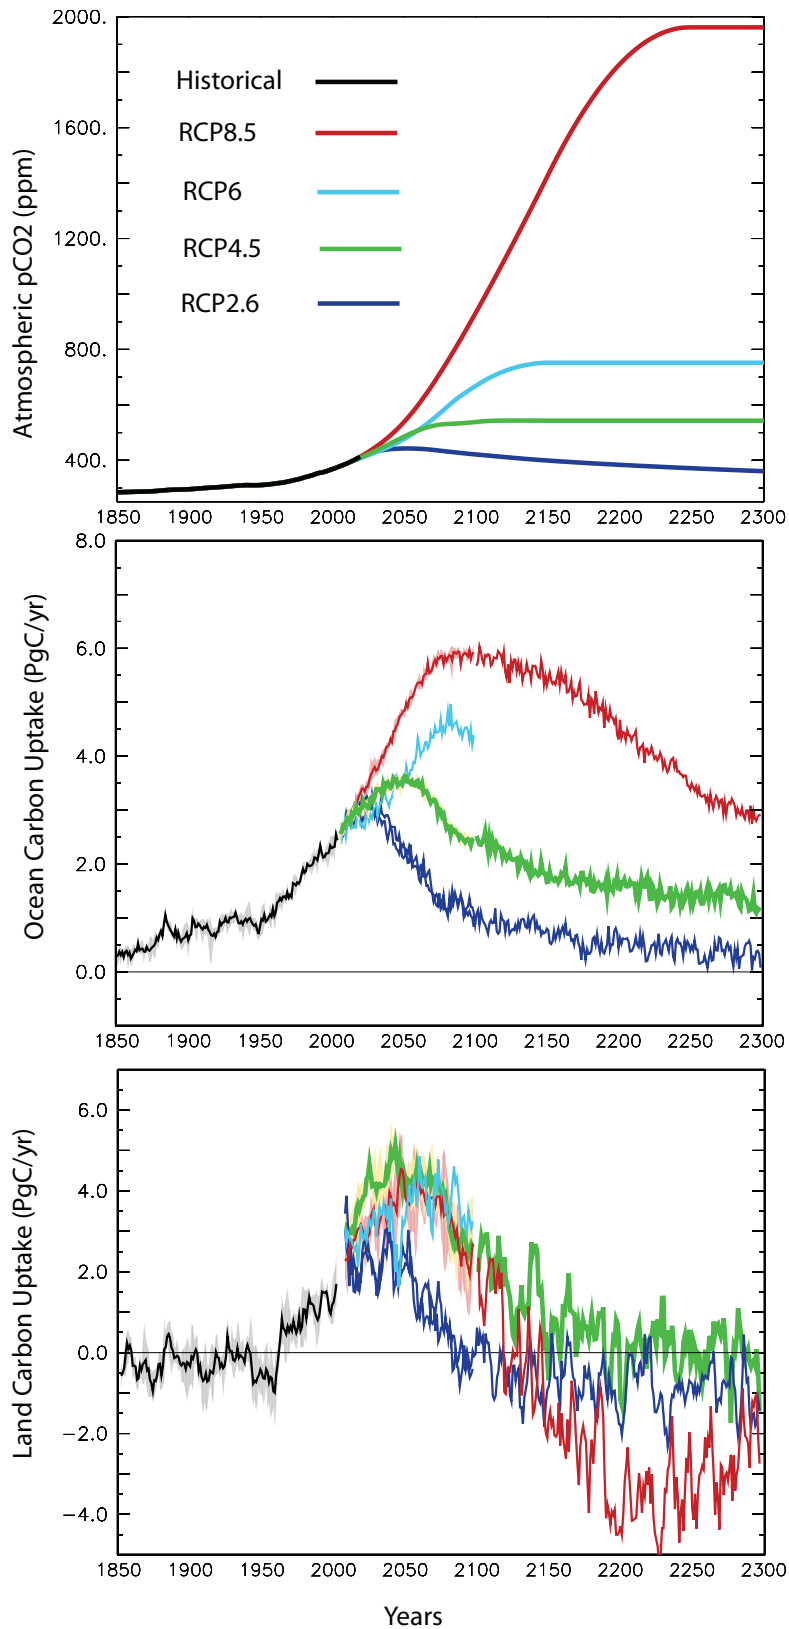 2000.
1600.
1200.
800.
400.
Atmospheric pCO2 (ppm)
Historical
RCP8.5
RCP6
RCP4.5
RCP2.6
1850 1900 1950 2000 2050 2100 2150 2200 2250 2300
8.0
6.0
4.0
2.0
0.0
Ocean Carbon Uptake (PgC/yr)
1850 1900 1950 2000 2050 2100 2150 2200 2250 2300
6.0
4.0
2.0
0.0
−2.0
−4.0
Land Carbon Uptake (PgC/yr)
1850 1900 1950 2000 2050 2100 2150 2200 2250 2300
Years